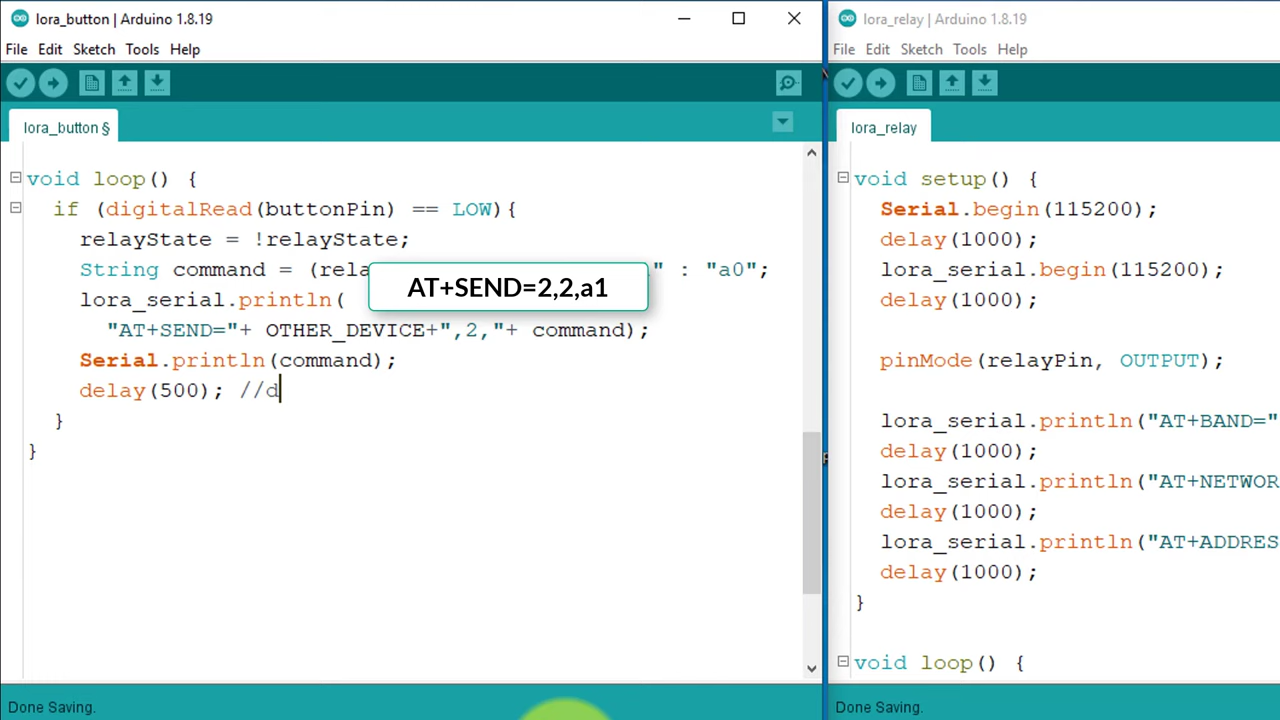 lora_button | Arduino 1.8.19
File Edit Sketch Tools Help
lora_button §
void loop() {
if (digitalRead(buttonPin) == LOW){
relayState = !relayState;
String command = (rela " : "a0";
AT+SEND=2,2,a1
lora_serial.println(
"AT+SEND="+ OTHER_DEVICE+",2,"+ command);
Serial.println(command);
delay(500); //d
}
}
Done Saving.
lora_relay | Arduino 1.8.19
File Edit Sketch Tools Help
lora_relay
void setup() {
Serial.begin(115200);
delay(1000);
lora_serial.begin(115200);
delay(1000);
pinMode(relayPin, OUTPUT);
lora_serial.println("AT+BAND="
delay(1000);
lora_serial.println("AT+NETWOR
delay(1000);
lora_serial.println("AT+ADDRES
delay(1000);
}
void loop() {
Done Saving.